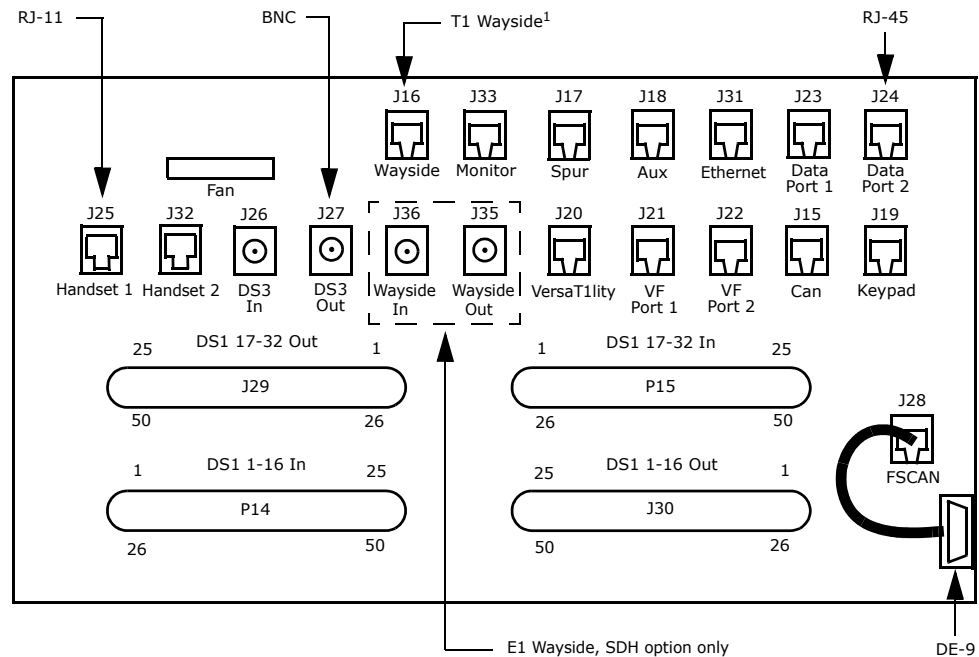 RJ-11 BNC T1 Wayside1 RJ-45
J16 J33 J17 J18 J31 J23 J24
Wayside Monitor Spur Aux Ethernet Data Port 1 Data Port 2
Fan
J25 J32 J26 J27 J36 J35 J20 J21 J22 J15 J19
Handset 1 Handset 2 DS3 In DS3 Out Wayside In Wayside Out VersaT1lity VF Port 1 VF Port 2 Can Keypad
25 DS1 17-32 Out 1 1 DS1 17-32 In 25
J29 P15
50 26 26 50
J28
FSCAN
1 DS1 1-16 In 25 25 DS1 1-16 Out 1
P14 J30
26 50 50 26
E1 Wayside, SDH option only DE-9